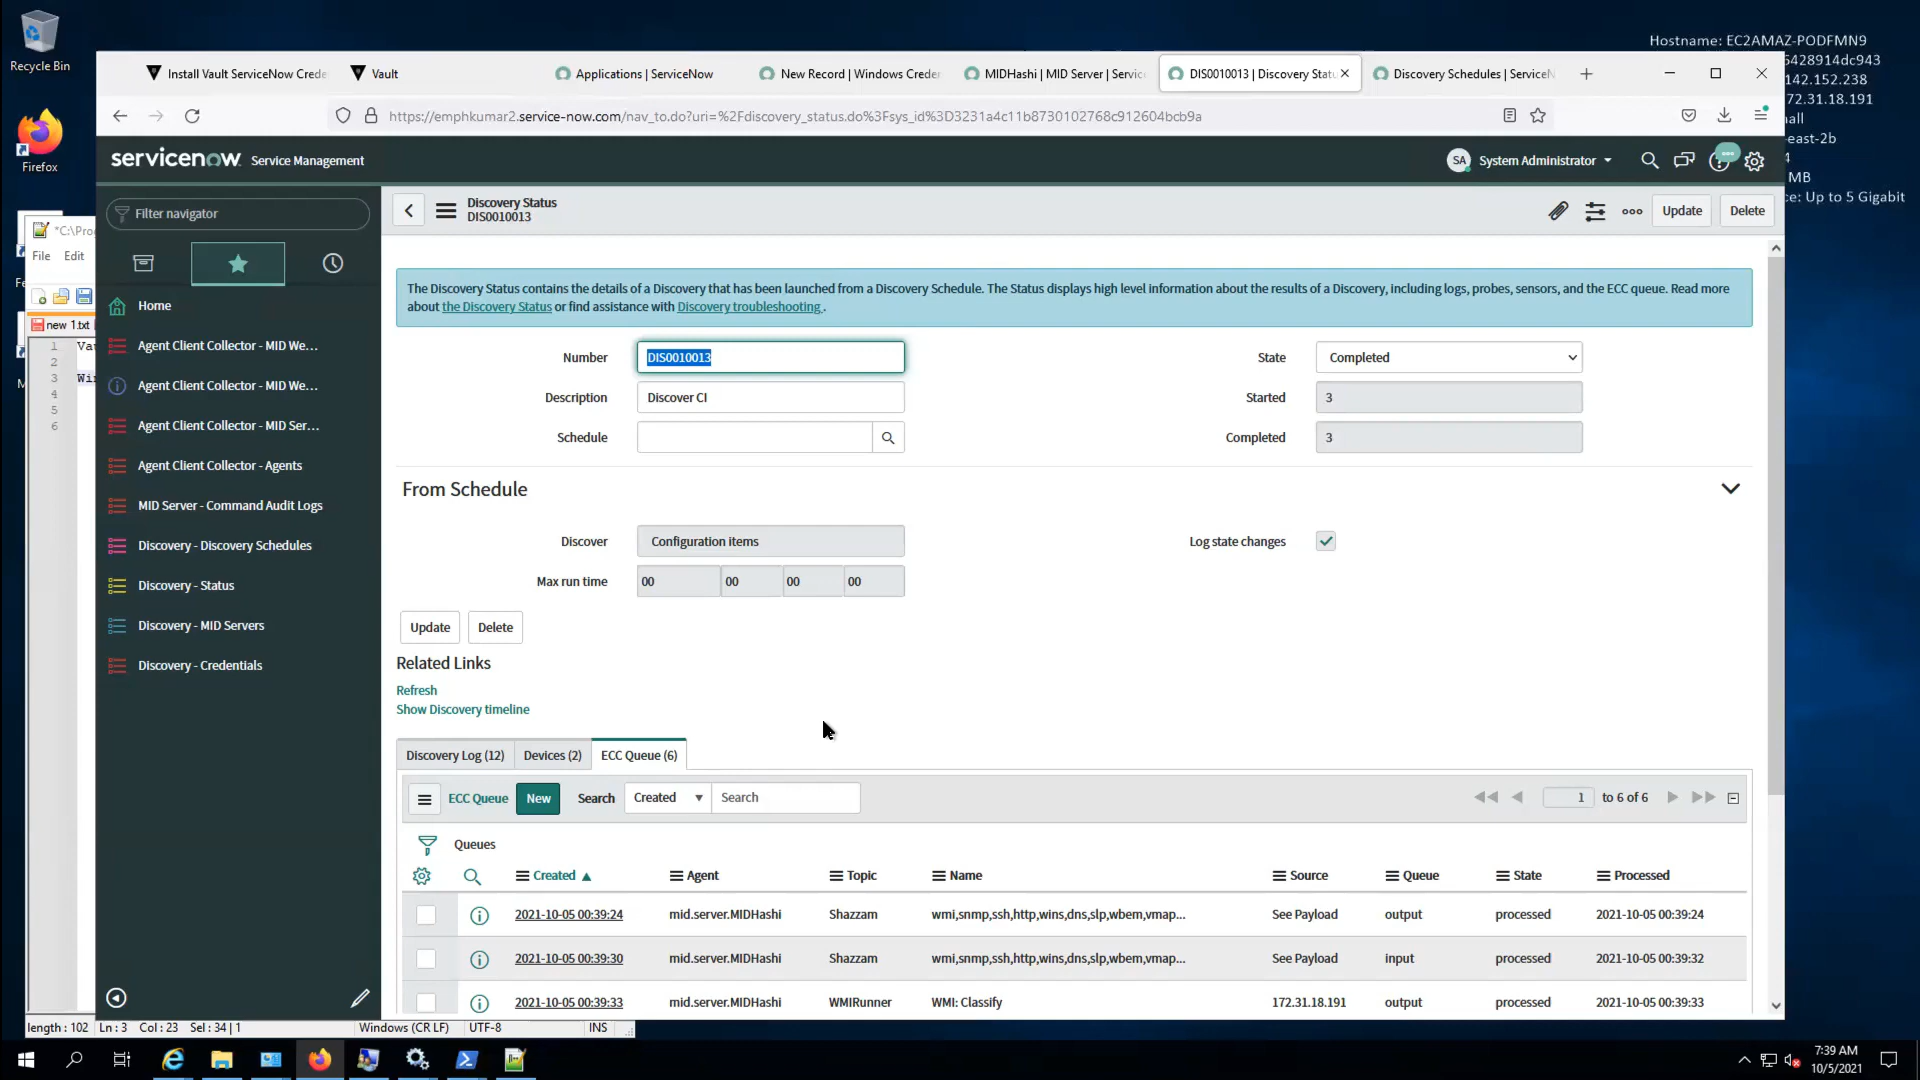 Recycle Bin
Firefox
Hostname: EC2AMAZ-PODFMN9
5428914dc943
142.152.238
72.31.18.191
all
east-2b
4
MB
ce: Up to 5 Gigabit
Install Vault ServiceNow Crede
Vault
Applications | ServiceNow
New Record | Windows Creder
MIDHashi | MID Server | Servic
DIS0010013 | Discovery Statu
Discovery Schedules | ServiceN
https://emphkumar2.service-now.com/nav_to.do?uri=%2Fdiscovery_status.do%3Fsys_id%3D3231a4c11b8730102768c912604bcb9a
servicenow Service Management
SA System Administrator
Filter navigator
Home
Agent Client Collector - MID We...
Agent Client Collector - MID We...
Agent Client Collector - MID Ser...
Agent Client Collector - Agents
MID Server - Command Audit Logs
Discovery - Discovery Schedules
Discovery - Status
Discovery - MID Servers
Discovery - Credentials
*C:\Prog
File Edit
new 1.txt
1 Vau
2
3 Win
4
5
6
Discovery Status
DIS0010013
Update Delete
The Discovery Status contains the details of a Discovery that has been launched from a Discovery Schedule. The Status displays high level information about the results of a Discovery, including logs, probes, sensors, and the ECC queue. Read more
about the Discovery Status or find assistance with Discovery troubleshooting .
Number DIS0010013
State Completed
Description Discover CI
Started 3
Schedule
Completed 3
From Schedule
Discover Configuration items
Log state changes
Max run time 00 00 00 00
Update Delete
Related Links
Refresh
Show Discovery timeline
Discovery Log (12) Devices (2) ECC Queue (6)
ECC Queue New Search Created Search 1 to 6 of 6
Queues
Created Agent Topic Name Source Queue State Processed
2021-10-05 00:39:24 mid.server.MIDHashi Shazzam wmi,snmp,ssh,http,wins,dns,slp,wbem,vmap... See Payload output processed 2021-10-05 00:39:24
2021-10-05 00:39:30 mid.server.MIDHashi Shazzam wmi,snmp,ssh,http,wins,dns,slp,wbem,vmap... See Payload input processed 2021-10-05 00:39:32
2021-10-05 00:39:33 mid.server.MIDHashi WMIRunner WMI: Classify 172.31.18.191 output processed 2021-10-05 00:39:33
length : 102 Ln : 3 Col : 23 Sel : 34 | 1 Windows (CR LF) UTF-8 INS
7:39 AM
10/5/2021